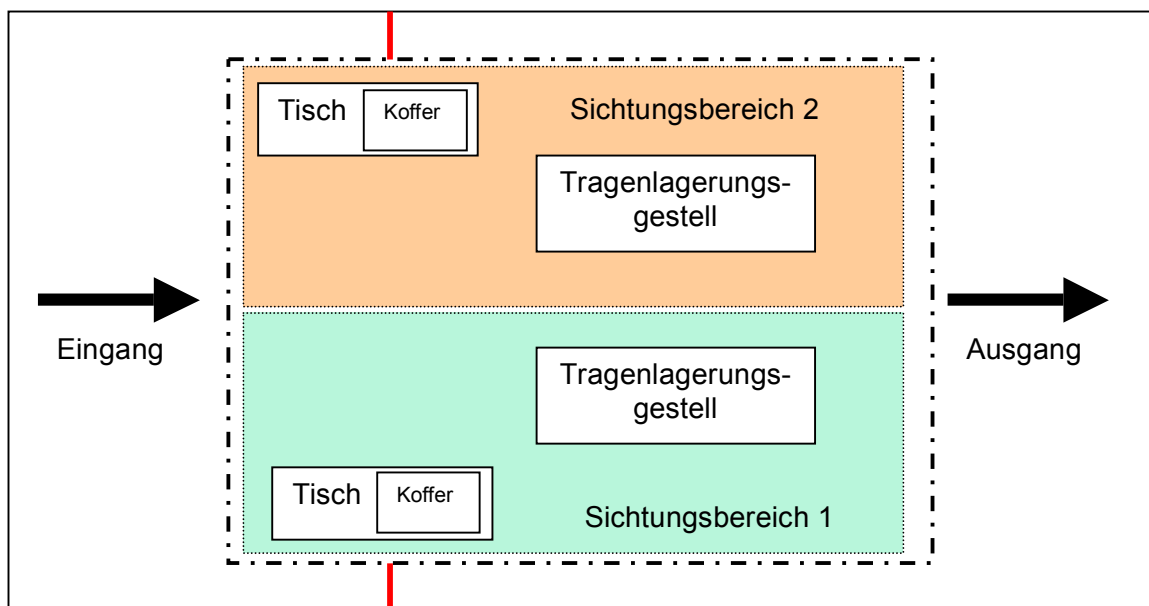 Tisch
Koffer
Sichtungsbereich 2
Tragenlagerungs-
gestell
Eingang
Ausgang
Tragenlagerungs-
gestell
Tisch
Koffer
Sichtungsbereich 1